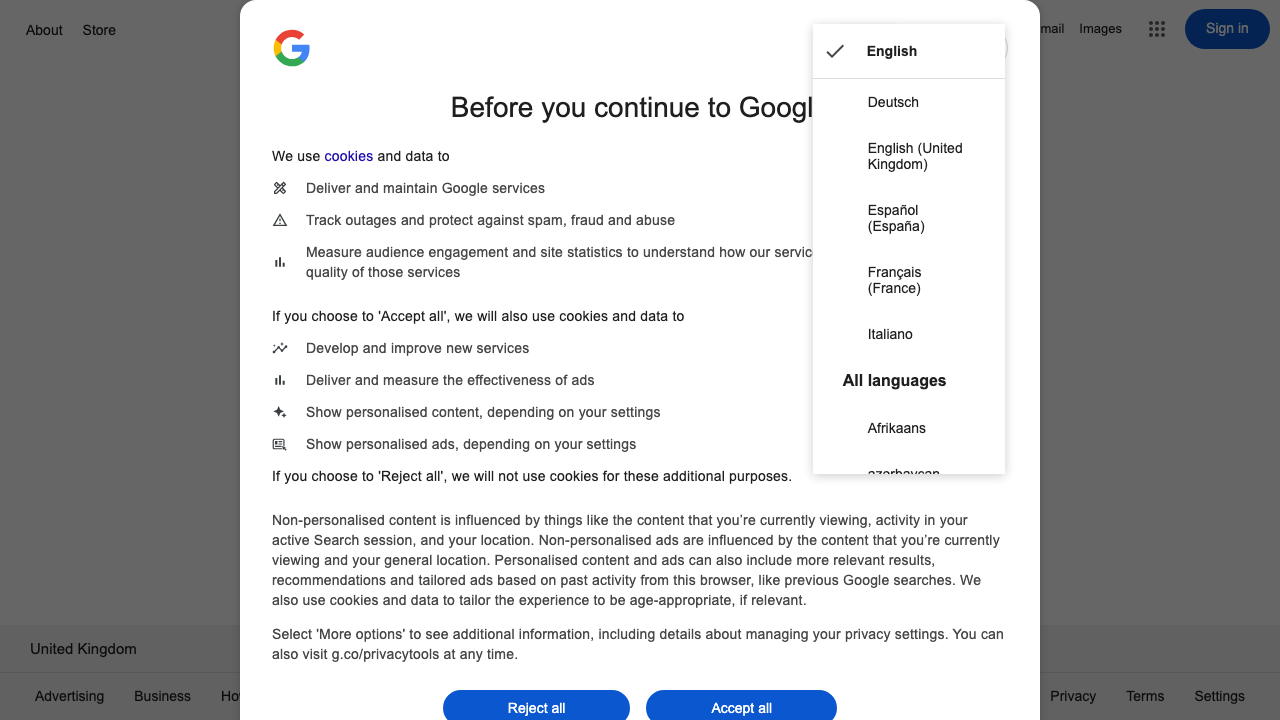 About
Store
mail
Images
Sign in
Before you continue to Googl
We use cookies and data to
Deliver and maintain Google services
Track outages and protect against spam, fraud and abuse
Measure audience engagement and site statistics to understand how our servic
quality of those services
If you choose to 'Accept all', we will also use cookies and data to
Develop and improve new services
Deliver and measure the effectiveness of ads
Show personalised content, depending on your settings
Show personalised ads, depending on your settings
If you choose to 'Reject all', we will not use cookies for these additional purposes.
English
Deutsch
English (United
Kingdom)
Español
(España)
Français
(France)
Italiano
All languages
Afrikaans
azərbaycan
Non-personalised content is influenced by things like the content that you’re currently viewing, activity in your
active Search session, and your location. Non-personalised ads are influenced by the content that you’re currently
viewing and your general location. Personalised content and ads can also include more relevant results,
recommendations and tailored ads based on past activity from this browser, like previous Google searches. We
also use cookies and data to tailor the experience to be age-appropriate, if relevant.
Select 'More options' to see additional information, including details about managing your privacy settings. You can
also visit g.co/privacytools at any time.
Reject all
Accept all
United Kingdom
Advertising
Business
Ho
Privacy
Terms
Settings